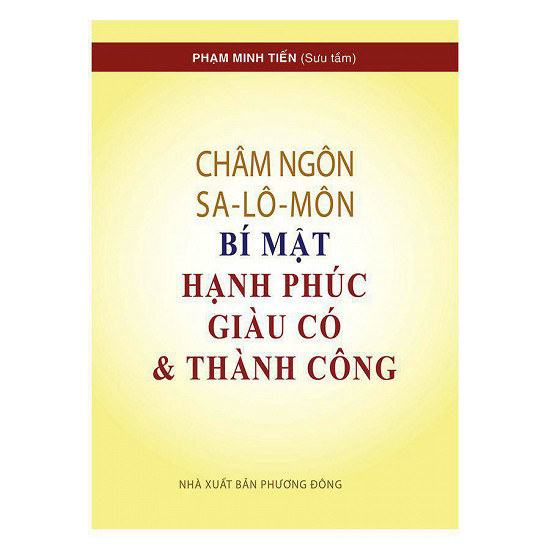 PHẠM MINH TIẾN (Sưu tầm)
CHÂM NGÔN
SA-LÔ-MÔN
BÍ MẬT
HẠNH PHÚC
GIÀU CÓ
& THÀNH CÔNG
NHÀ XUẤT BẢN PHƯƠNG ĐÔNG